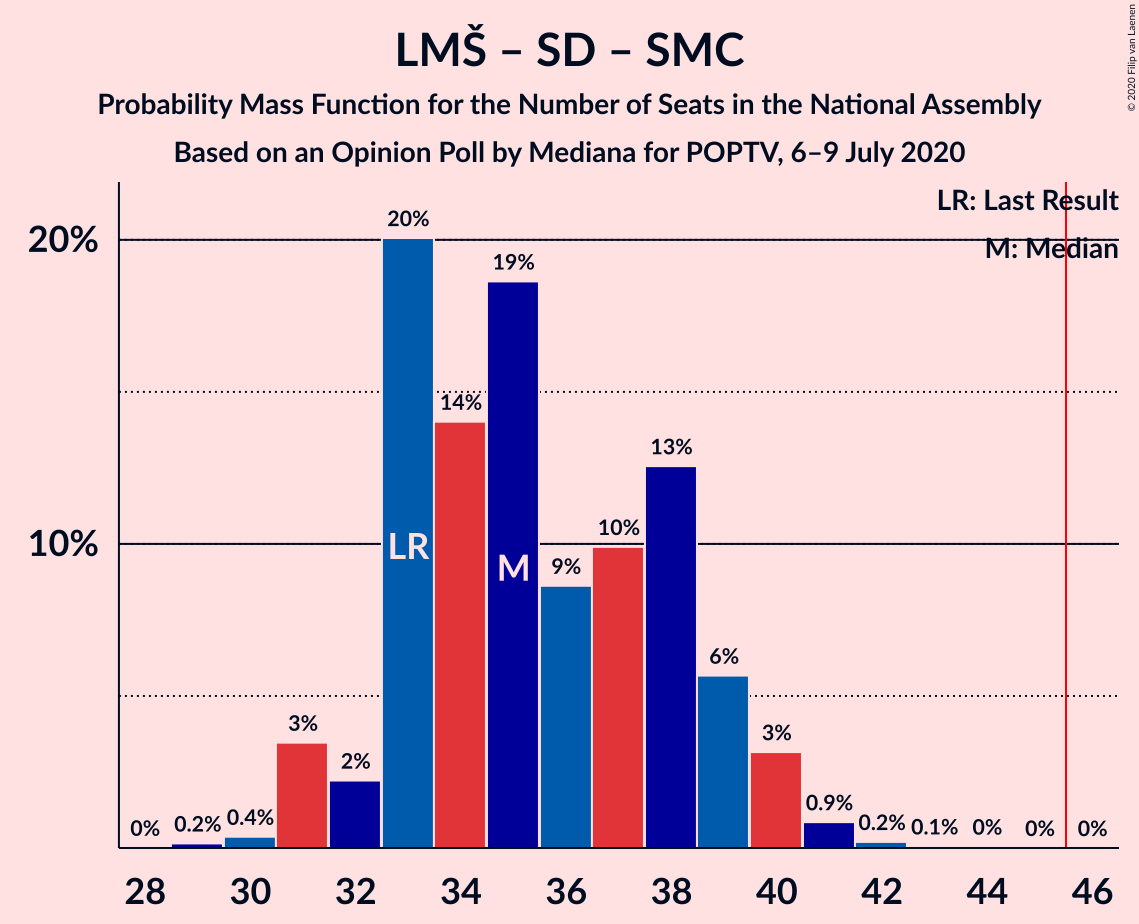 LMŠ – SD – SMC
Probability Mass Function for the Number of Seats in the National Assembly
Based on an Opinion Poll by Mediana for POPTV, 6–9 July 2020
© 2020 Filip van Laenen
LR: Last Result
M: Median
20%
10%
0%
0.2%
0.4%
3%
2%
20%
14%
19%
9%
10%
13%
6%
3%
0.9%
0.2%
0.1%
0%
0%
0%
LR
M
28 30 32 34 36 38 40 42 44 46